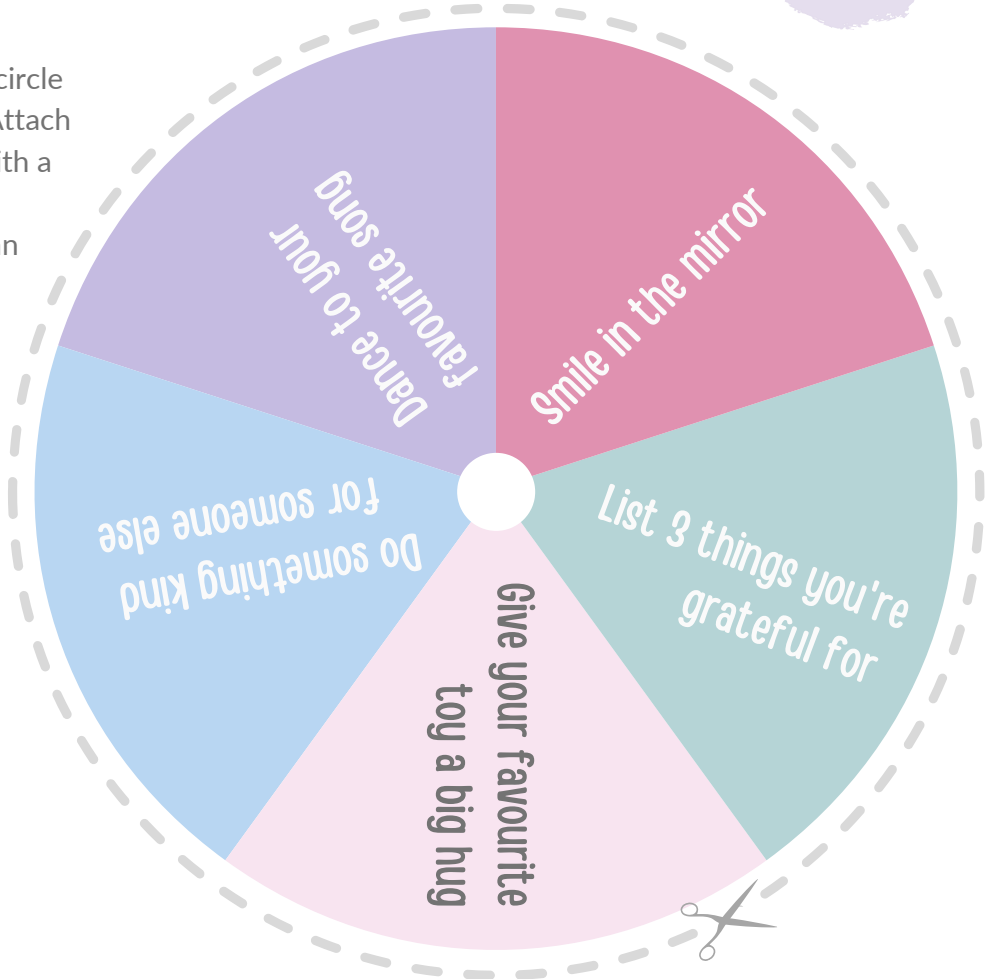 circle
Attach
ith a
an
Smile in the mirror
List 3 things you're
grateful for
Give your favourite
toy a big hug
Do something kind
for someone else
Dance to your
favourite song